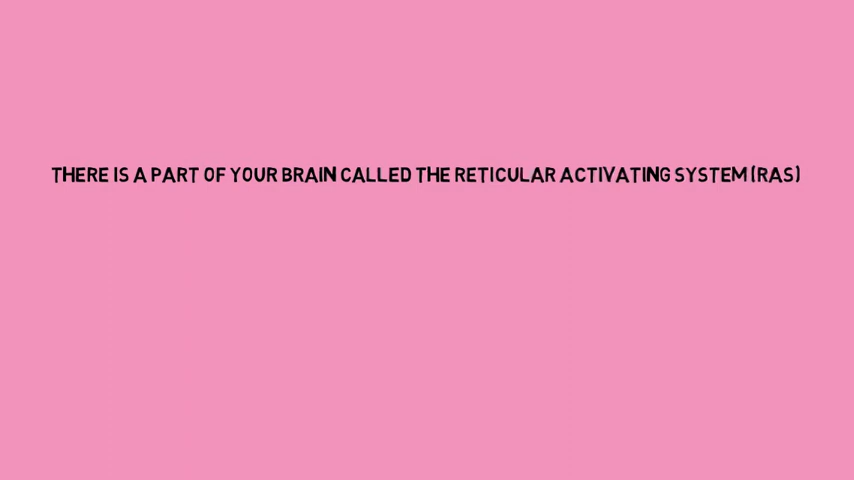 THERE IS A PART OF YOUR BRAIN CALLED THE RETICULAR ACTIVATING SYSTEM (RAS)